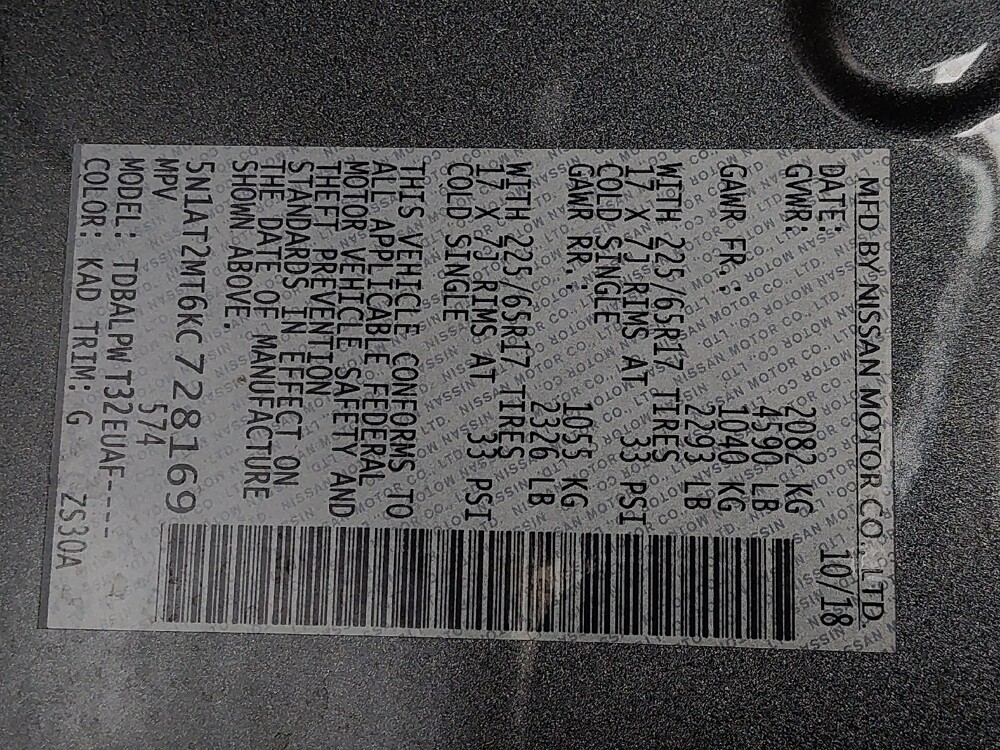 MFD BY NISSAN MOTOR CO., LTD.
DATE: 10/18
GVWR: 2082 KG
4590 LB
GAWR FR.: 1040 KG
2293 LB
WITH 225/65R17 TIRES
17 X 7J RIMS AT 33 PSI
COLD SINGLE
GAWR RR.: 1055 KG
2326 LB
WITH 225/65R17 TIRES
17 X 7J RIMS AT 33 PSI
COLD SINGLE
THIS VEHICLE CONFORMS TO
ALL APPLICABLE FEDERAL
MOTOR VEHICLE SAFETY AND
THEFT PREVENTION
STANDARDS IN EFFECT ON
THE DATE OF MANUFACTURE
SHOWN ABOVE.
5N1AT2MT6KC728169
MPV 574
MODEL: TDBALPW T32EUAF-----
COLOR: KAD TRIM: G ZS30A